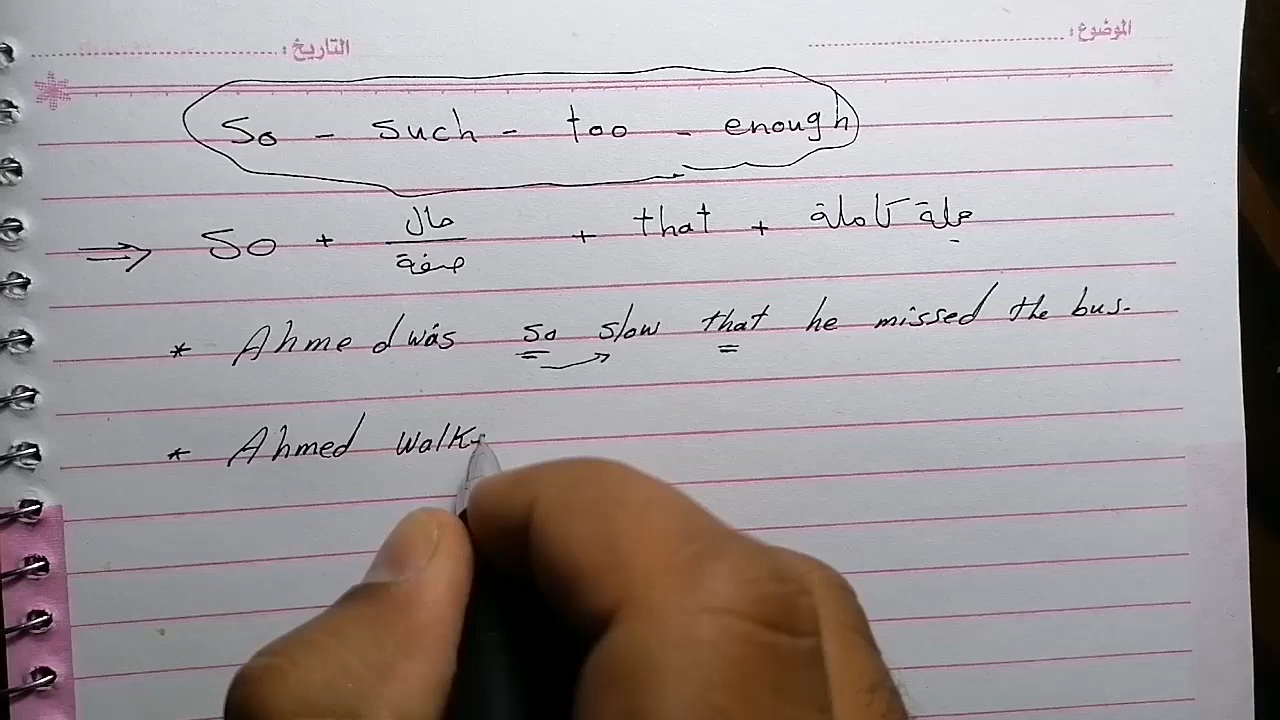 الموضوع: التاريخ:
So - such - too - enough
⇒ So + حال / صفة + that + جملة كاملة
* Ahmed was so slow that he missed the bus.
* Ahmed walk